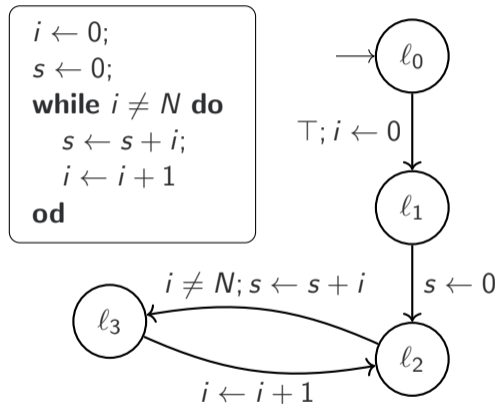 i ← 0;
s ← 0;
while i ≠ N do
s ← s + i;
i ← i + 1
od
ℓ₀
⊤; i ← 0
ℓ₁
i ≠ N; s ← s + i
s ← 0
ℓ₃
ℓ₂
i ← i + 1